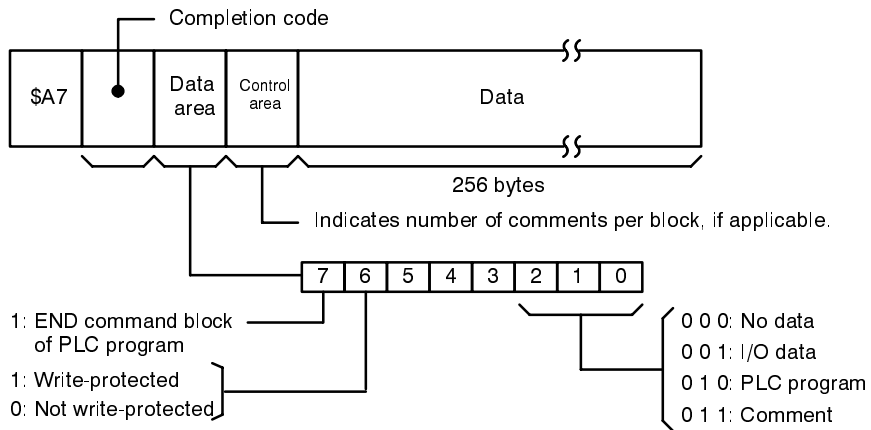 Completion code
$A7
Data
area
Control
area
Data
256 bytes
Indicates number of comments per block, if applicable.
7 6 5 4 3 2 1 0
1: END command block
of PLC program
1: Write-protected
0: Not write-protected
0 0 0: No data
0 0 1: I/O data
0 1 0: PLC program
0 1 1: Comment